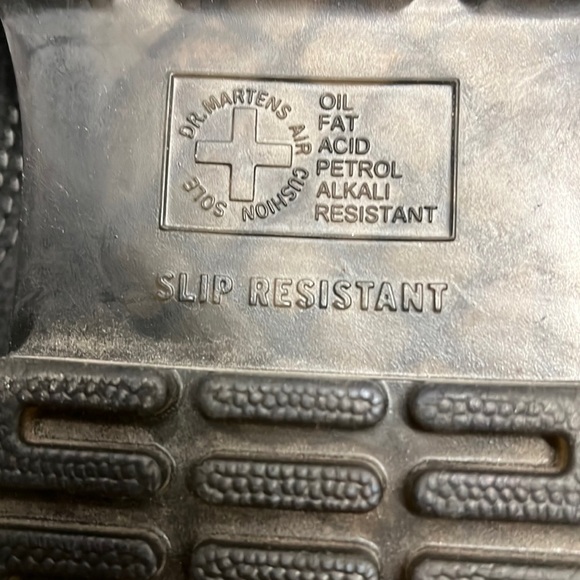 DR. MARTENS AIR CUSHION SOLE
OIL
FAT
ACID
PETROL
ALKALI
RESISTANT
SLIP RESISTANT